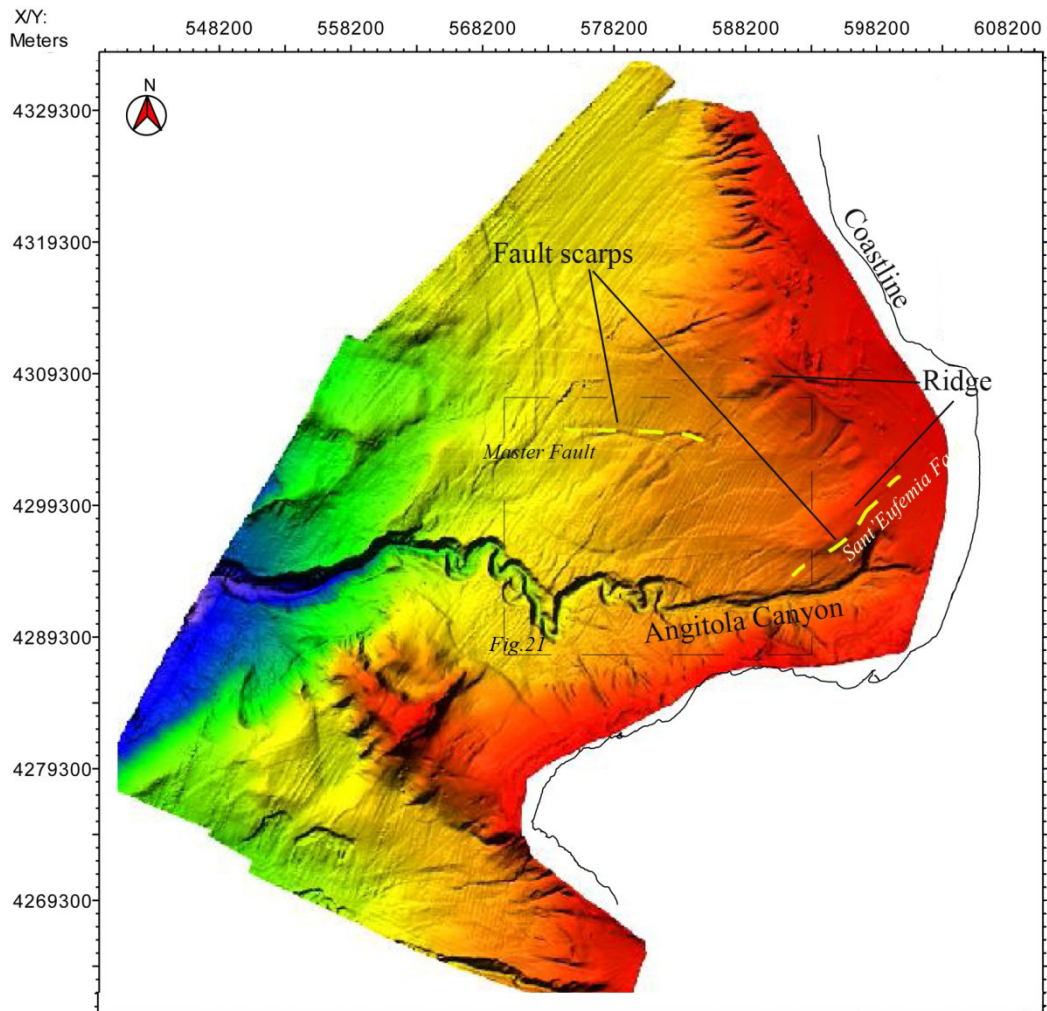 X/Y:
Meters
548200 558200 568200 578200 588200 598200 608200
N
4329300
4319300
4309300
4299300
4289300
4279300
4269300
Coastline
Fault scarps
Ridge
Master Fault
Sant'Eufemia Fa
Angitola Canyon
Fig.21